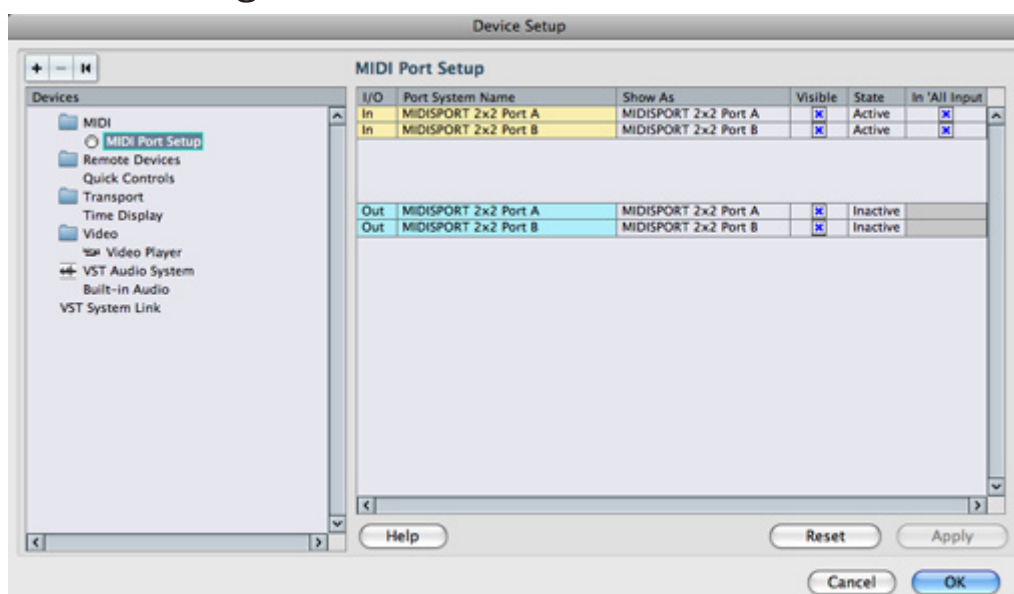 Device Setup
+ -
MIDI Port Setup
Devices
MIDI
MIDI Port Setup
Remote Devices
Quick Controls
Transport
Time Display
Video
Video Player
VST Audio System
Built-in Audio
VST System Link
I/O Port System Name Show As Visible State In 'All Input
In MIDISPORT 2x2 Port A MIDISPORT 2x2 Port A Active
In MIDISPORT 2x2 Port B MIDISPORT 2x2 Port B Active
Out MIDISPORT 2x2 Port A MIDISPORT 2x2 Port A Inactive
Out MIDISPORT 2x2 Port B MIDISPORT 2x2 Port B Inactive
Help Reset Apply
Cancel OK